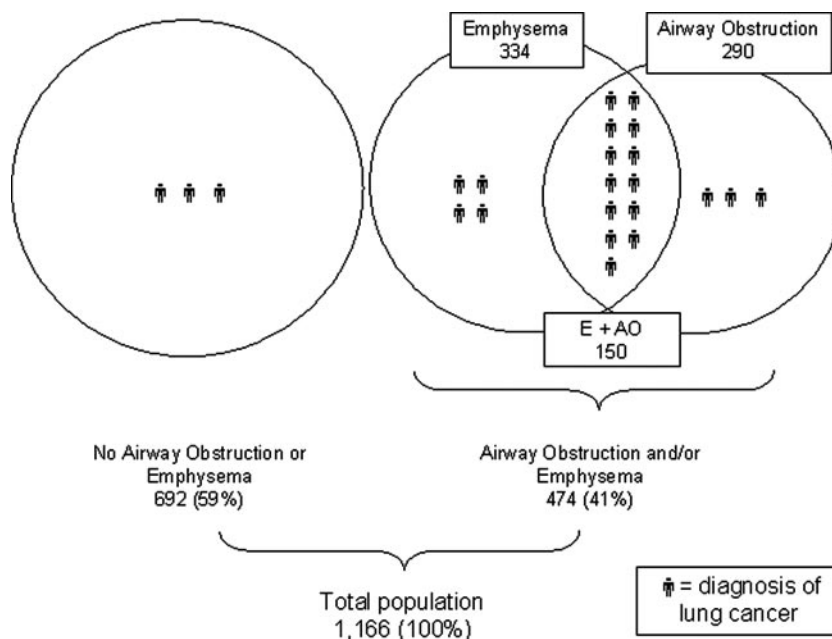 Emphysema
334
Airway Obstruction
290
E + AO
150
No Airway Obstruction or
Emphysema
692 (59%)
Airway Obstruction and/or
Emphysema
474 (41%)
Total population
1,166 (100%)
= diagnosis of
lung cancer